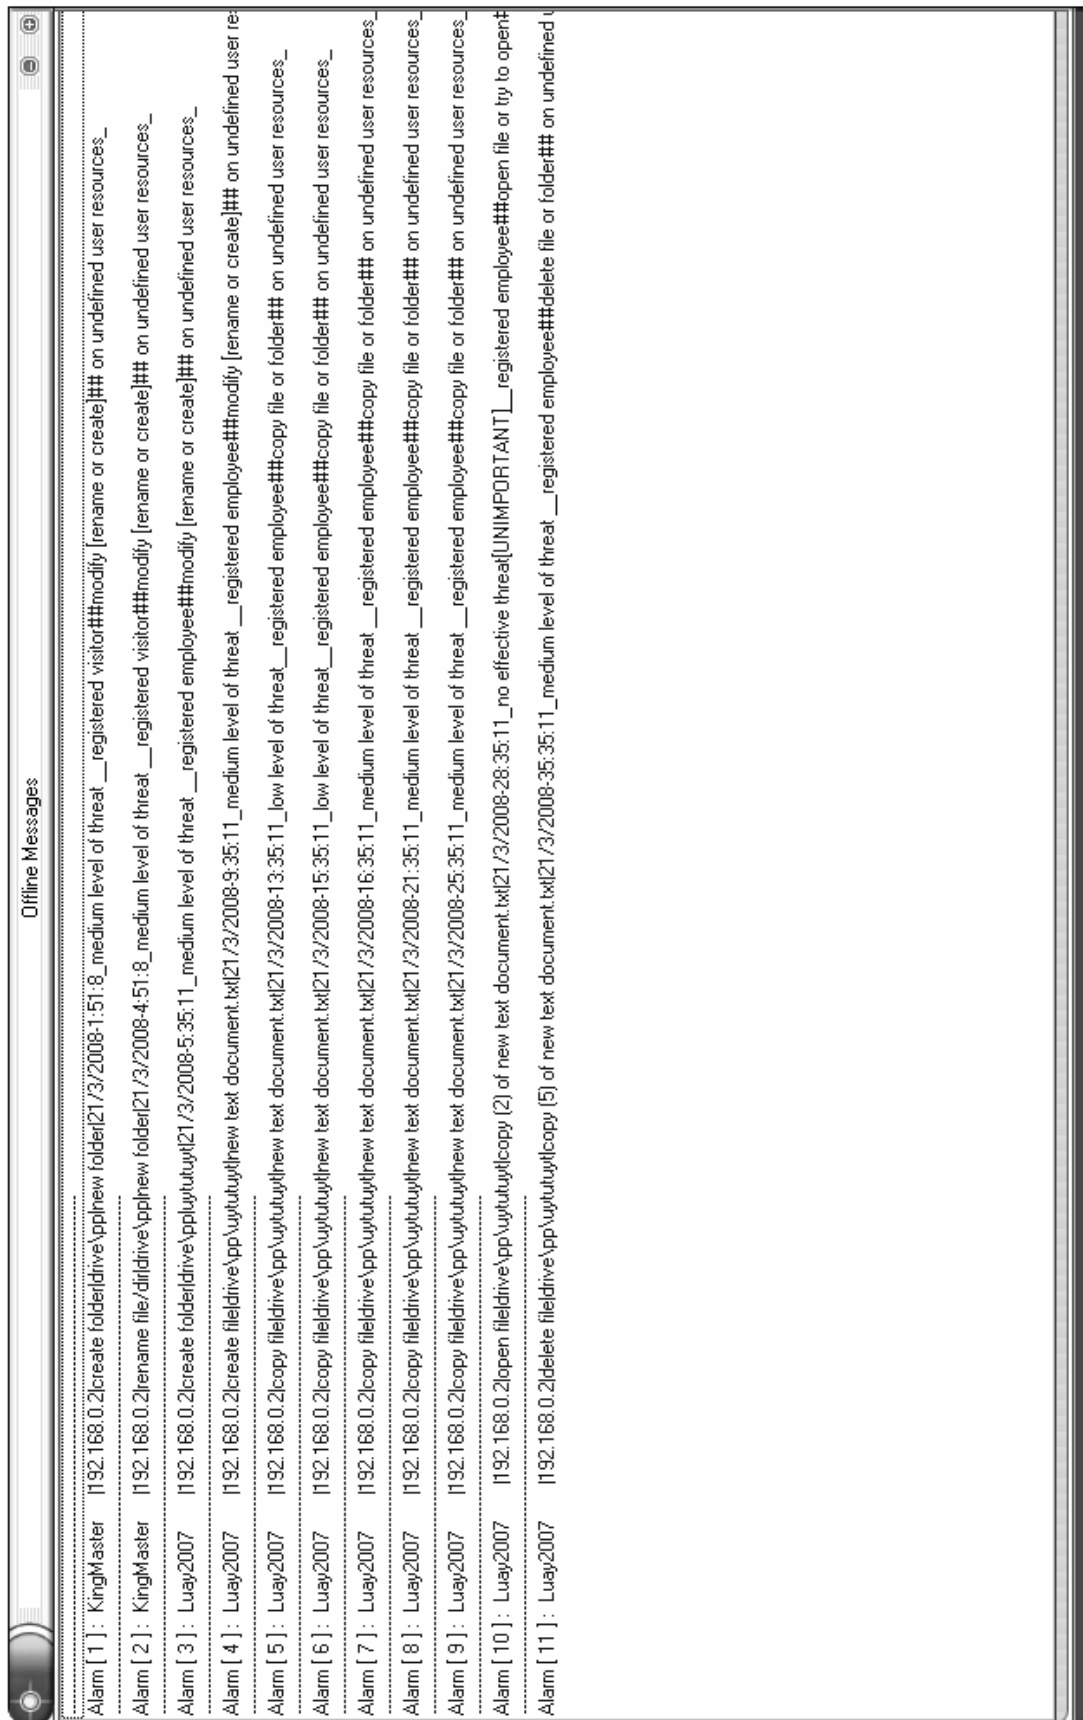 Offline Messages
Alarm [ 1 ] : KingMaster |192.168.0.2|create folder|drive\pp|new folder|21/3/2008-1:51:8_medium level of threat __registered visitor##modify [rename or create]## on undefined user resources_
Alarm [ 2 ] : KingMaster |192.168.0.2|rename file/dir|drive\pp|new folder|21/3/2008-4:51:8_medium level of threat __registered visitor##modify [rename or create]## on undefined user resources_
Alarm [ 3 ] : Luay2007 |192.168.0.2|create folder|drive\pp|uytutuyt|21/3/2008-5:35:11_medium level of threat __registered employee##modify [rename or create]## on undefined user resources_
Alarm [ 4 ] : Luay2007 |192.168.0.2|create file|drive\pp\uytutuyt|new text document.txt|21/3/2008-9:35:11_medium level of threat __registered employee##modify [rename or create]## on undefined user re
Alarm [ 5 ] : Luay2007 |192.168.0.2|copy file|drive\pp\uytutuyt|new text document.txt|21/3/2008-13:35:11_low level of threat__registered employee##copy file or folder## on undefined user resources_
Alarm [ 6 ] : Luay2007 |192.168.0.2|copy file|drive\pp\uytutuyt|new text document.txt|21/3/2008-15:35:11_low level of threat__registered employee##copy file or folder## on undefined user resources_
Alarm [ 7 ] : Luay2007 |192.168.0.2|copy file|drive\pp\uytutuyt|new text document.txt|21/3/2008-16:35:11_medium level of threat __registered employee##copy file or folder## on undefined user resources_
Alarm [ 8 ] : Luay2007 |192.168.0.2|copy file|drive\pp\uytutuyt|new text document.txt|21/3/2008-21:35:11_medium level of threat __registered employee##copy file or folder## on undefined user resources_
Alarm [ 9 ] : Luay2007 |192.168.0.2|copy file|drive\pp\uytutuyt|new text document.txt|21/3/2008-25:35:11_medium level of threat __registered employee##copy file or folder## on undefined user resources_
Alarm [ 10 ] : Luay2007 |192.168.0.2|open file|drive\pp\uytutuyt|copy (2) of new text document.txt|21/3/2008-28:35:11_no effective threat[UNIMPORTANT]__registered employee##open file or try to open#
Alarm [ 11 ] : Luay2007 |192.168.0.2|delete file|drive\pp\uytutuyt|copy (5) of new text document.txt|21/3/2008-35:35:11_medium level of threat __registered employee##delete file or folder## on undefined